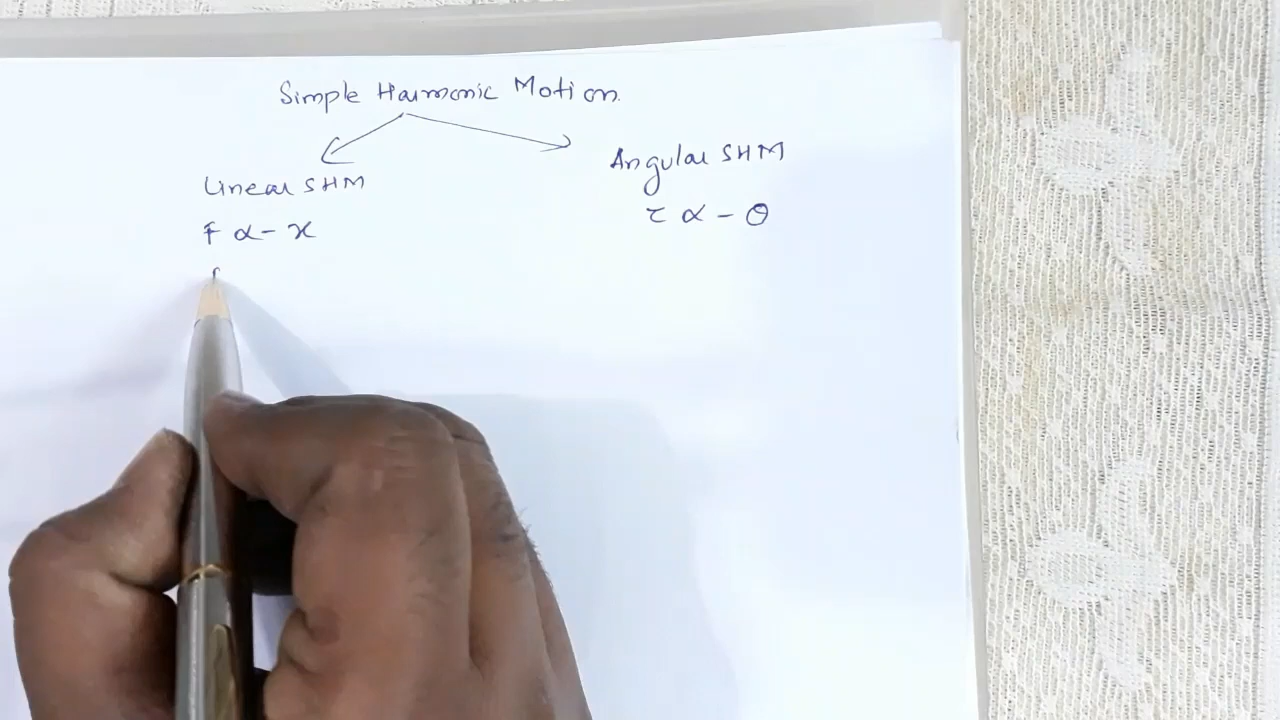 Simple Harmonic Motion.
Linear SHM
F α - x
Angular SHM
τ α - θ